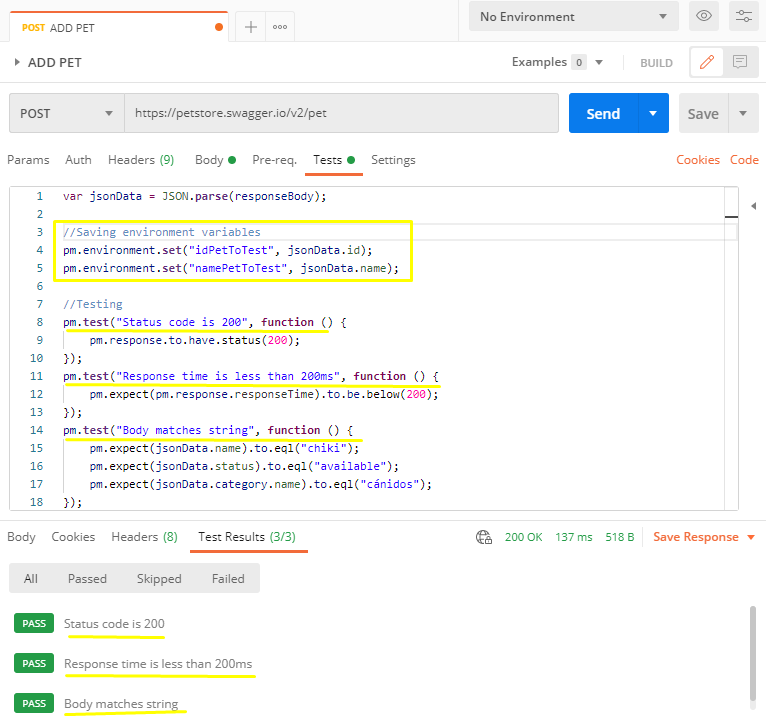 POST ADD PET
No Environment
ADD PET
Examples 0
BUILD
POST
https://petstore.swagger.io/v2/pet
Send
Save
Params Auth Headers (9) Body Pre-req. Tests Settings
Cookies Code
1 var jsonData = JSON.parse(responseBody);
2
3 //Saving environment variables
4 pm.environment.set("idPetToTest", jsonData.id);
5 pm.environment.set("namePetToTest", jsonData.name);
6
7 //Testing
8 pm.test("Status code is 200", function () {
9 pm.response.to.have.status(200);
10 });
11 pm.test("Response time is less than 200ms", function () {
12 pm.expect(pm.response.responseTime).to.be.below(200);
13 });
14 pm.test("Body matches string", function () {
15 pm.expect(jsonData.name).to.eql("chiki");
16 pm.expect(jsonData.status).to.eql("available");
17 pm.expect(jsonData.category.name).to.eql("cánidos");
18 });
Body Cookies Headers (8) Test Results (3/3)
200 OK 137 ms 518 B Save Response
All Passed Skipped Failed
PASS Status code is 200
PASS Response time is less than 200ms
PASS Body matches string